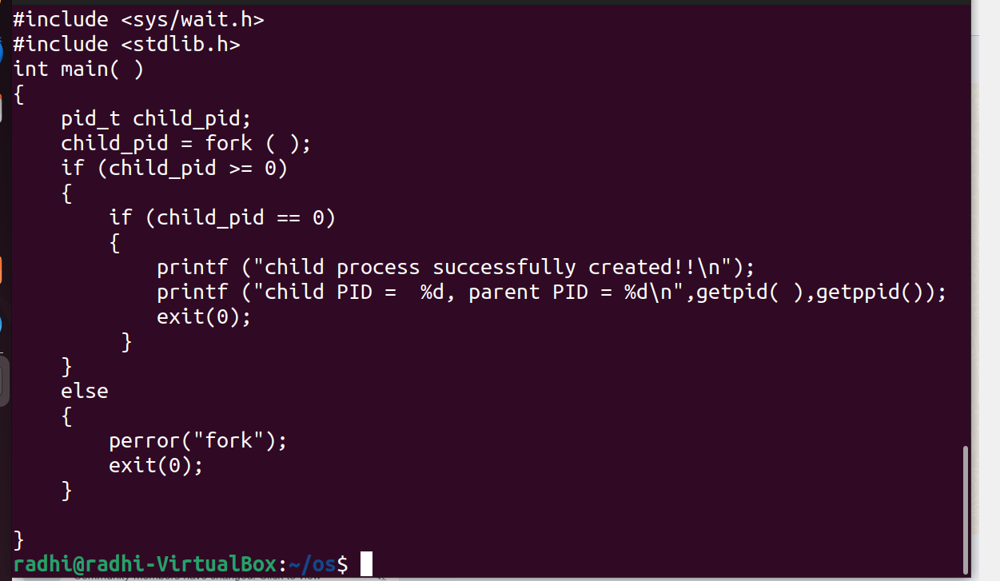 #include <sys/wait.h>
#include <stdlib.h>
int main( )
{
    pid_t child_pid;
    child_pid = fork ( );
    if (child_pid >= 0)
    {
        if (child_pid == 0)
        {
            printf ("child process successfully created!!\n");
            printf ("child PID =  %d, parent PID = %d\n",getpid( ),getppid());
            exit(0);
         }
    }
    else
    {
        perror("fork");
        exit(0);
    }

}
radhi@radhi-VirtualBox:~/os$